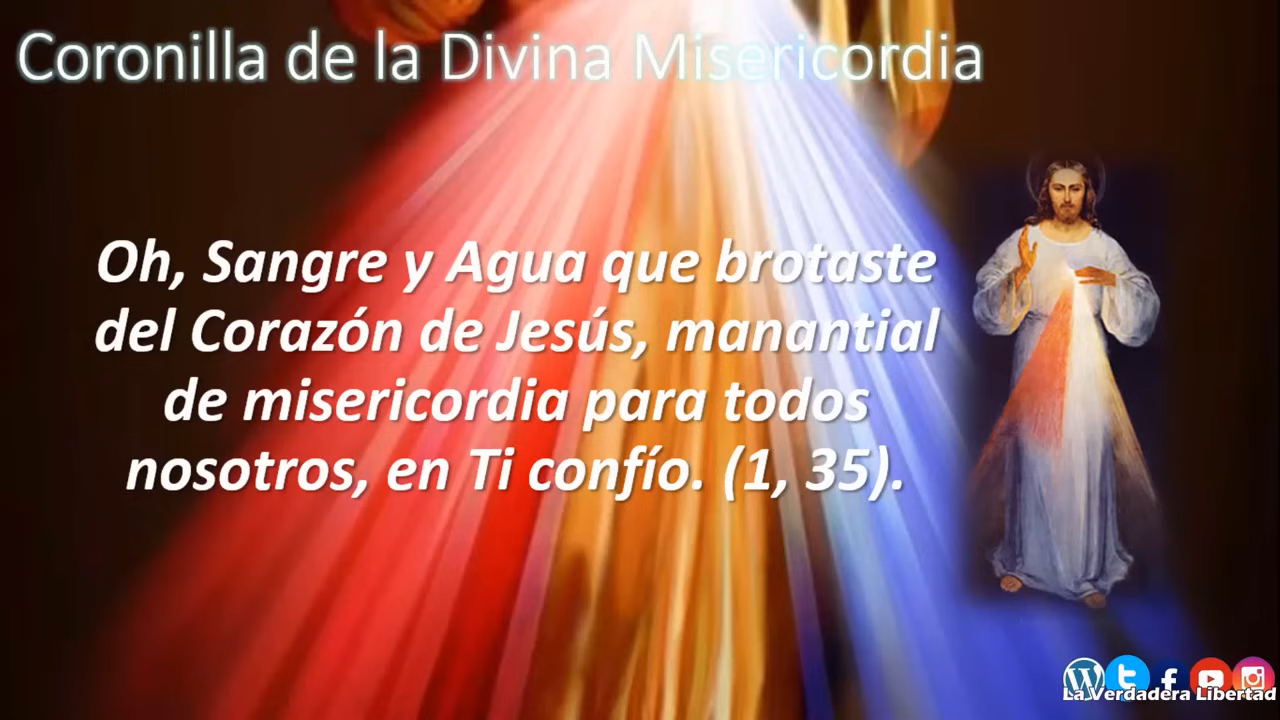 Coronilla de la Divina Misericordia
Oh, Sangre y Agua que brotaste
del Corazón de Jesús, manantial
de misericordia para todos
nosotros, en Ti confío. (1, 35).
La Verdadera Libertad